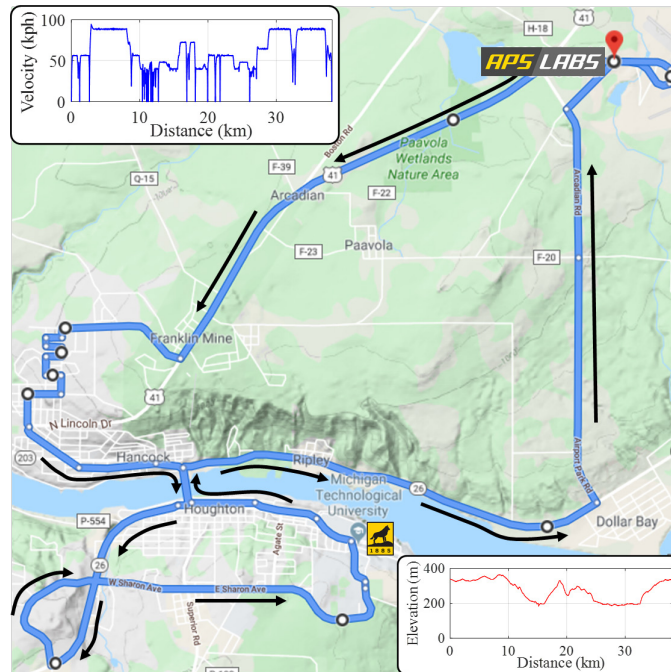 100
50
0
Velocity (kph)
0 10 20 30
Distance (km)
H-18
APS LABS
Boston Rd
41
Paavola
Wetlands
Nature Area
F-39
Q-15
Arcadian
F-22
Arcadian Rd
F-23
Paavola
F-20
Franklin Mine
41
N Lincoln Dr
203
Hancock
Ripley
Michigan
Technological
University
26
Airport Park Rd
Houghton
P-554
Agate St
1885
Dollar Bay
26
W Sharon Ave
E Sharon Ave
Superior Rd
400
200
0
Elevation (m)
0 10 20 30
Distance (km)